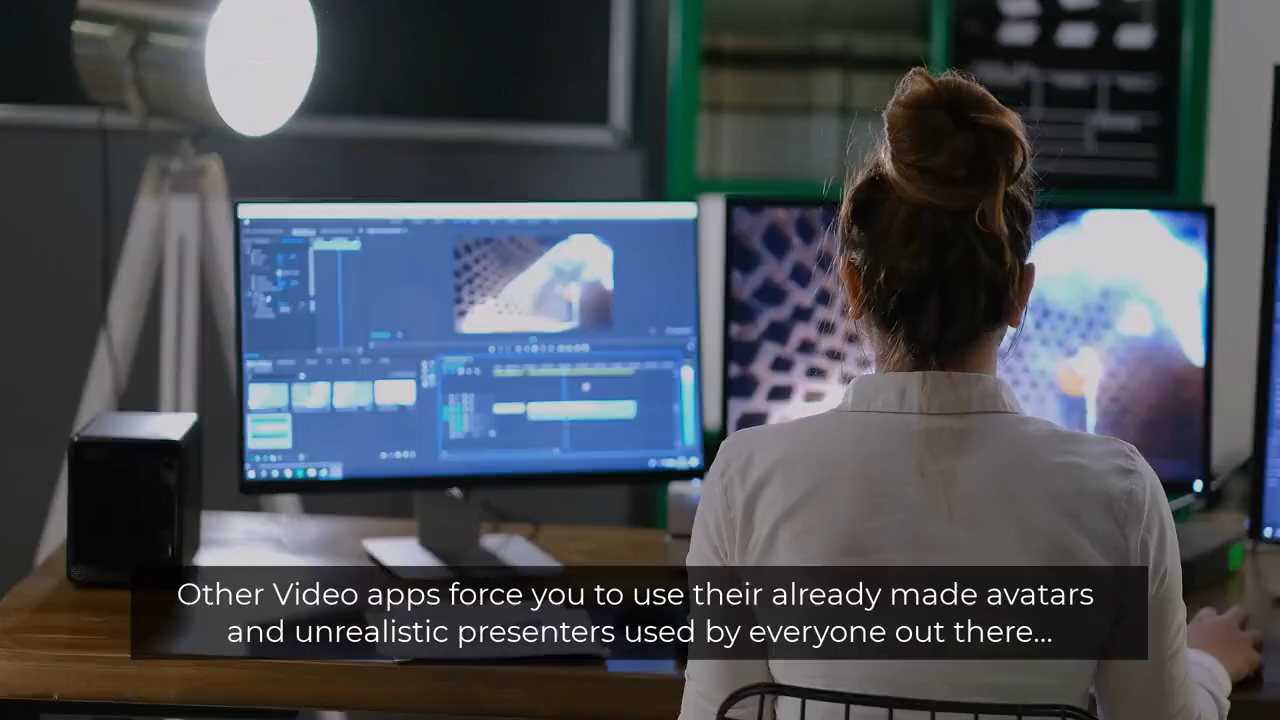 Other Video apps force you to use their already made avatars
and unrealistic presenters used by everyone out there...